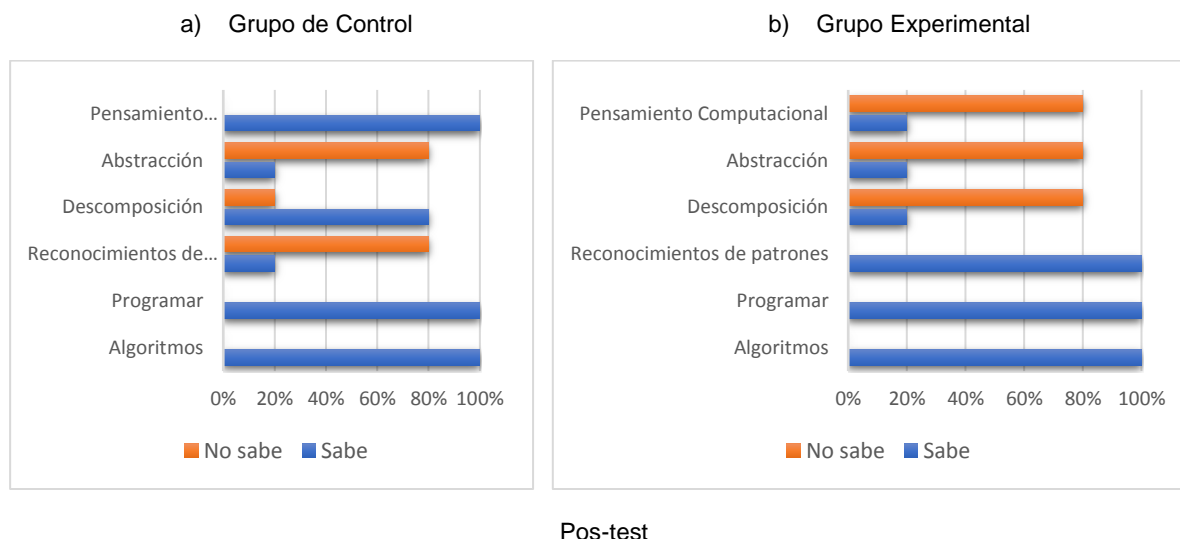 a) Grupo de Control
Pensamiento...
Abstracción
Descomposición
Reconocimientos de...
Programar
Algoritmos
0% 20% 40% 60% 80% 100%
No sabe Sabe
b) Grupo Experimental
Pensamiento Computacional
Abstracción
Descomposición
Reconocimientos de patrones
Programar
Algoritmos
0% 20% 40% 60% 80% 100%
No sabe Sabe
Pos-test